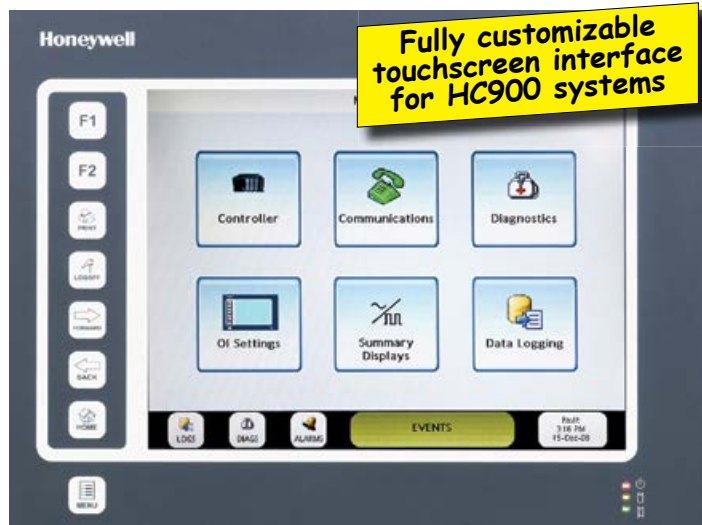 Honeywell
Fully customizable
touchscreen interface
for HC900 systems
F1
F2
PRINT
LOGOFF
FORWARD
BACK
HOME
MENU
Controller
Communications
Diagnostics
OI Settings
Summary
Displays
Data Logging
LOGS
DIAGS
ALARMS
EVENTS
3:16 PM
15-Dec-08